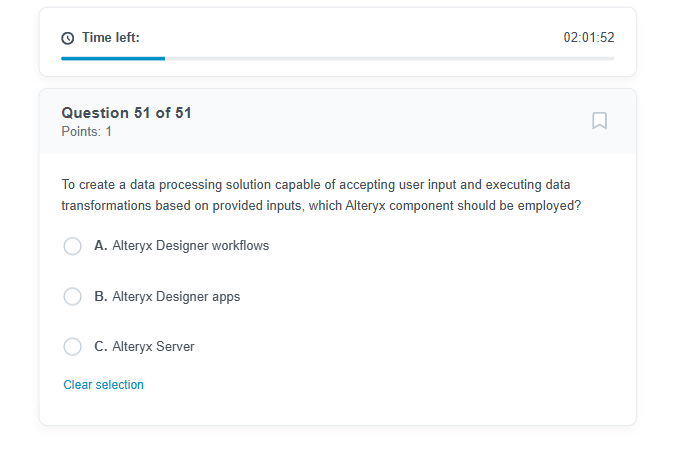 Time left:
02:01:52
Question 51 of 51
Points: 1
To create a data processing solution capable of accepting user input and executing data
transformations based on provided inputs, which Alteryx component should be employed?
A. Alteryx Designer workflows
B. Alteryx Designer apps
C. Alteryx Server
Clear selection